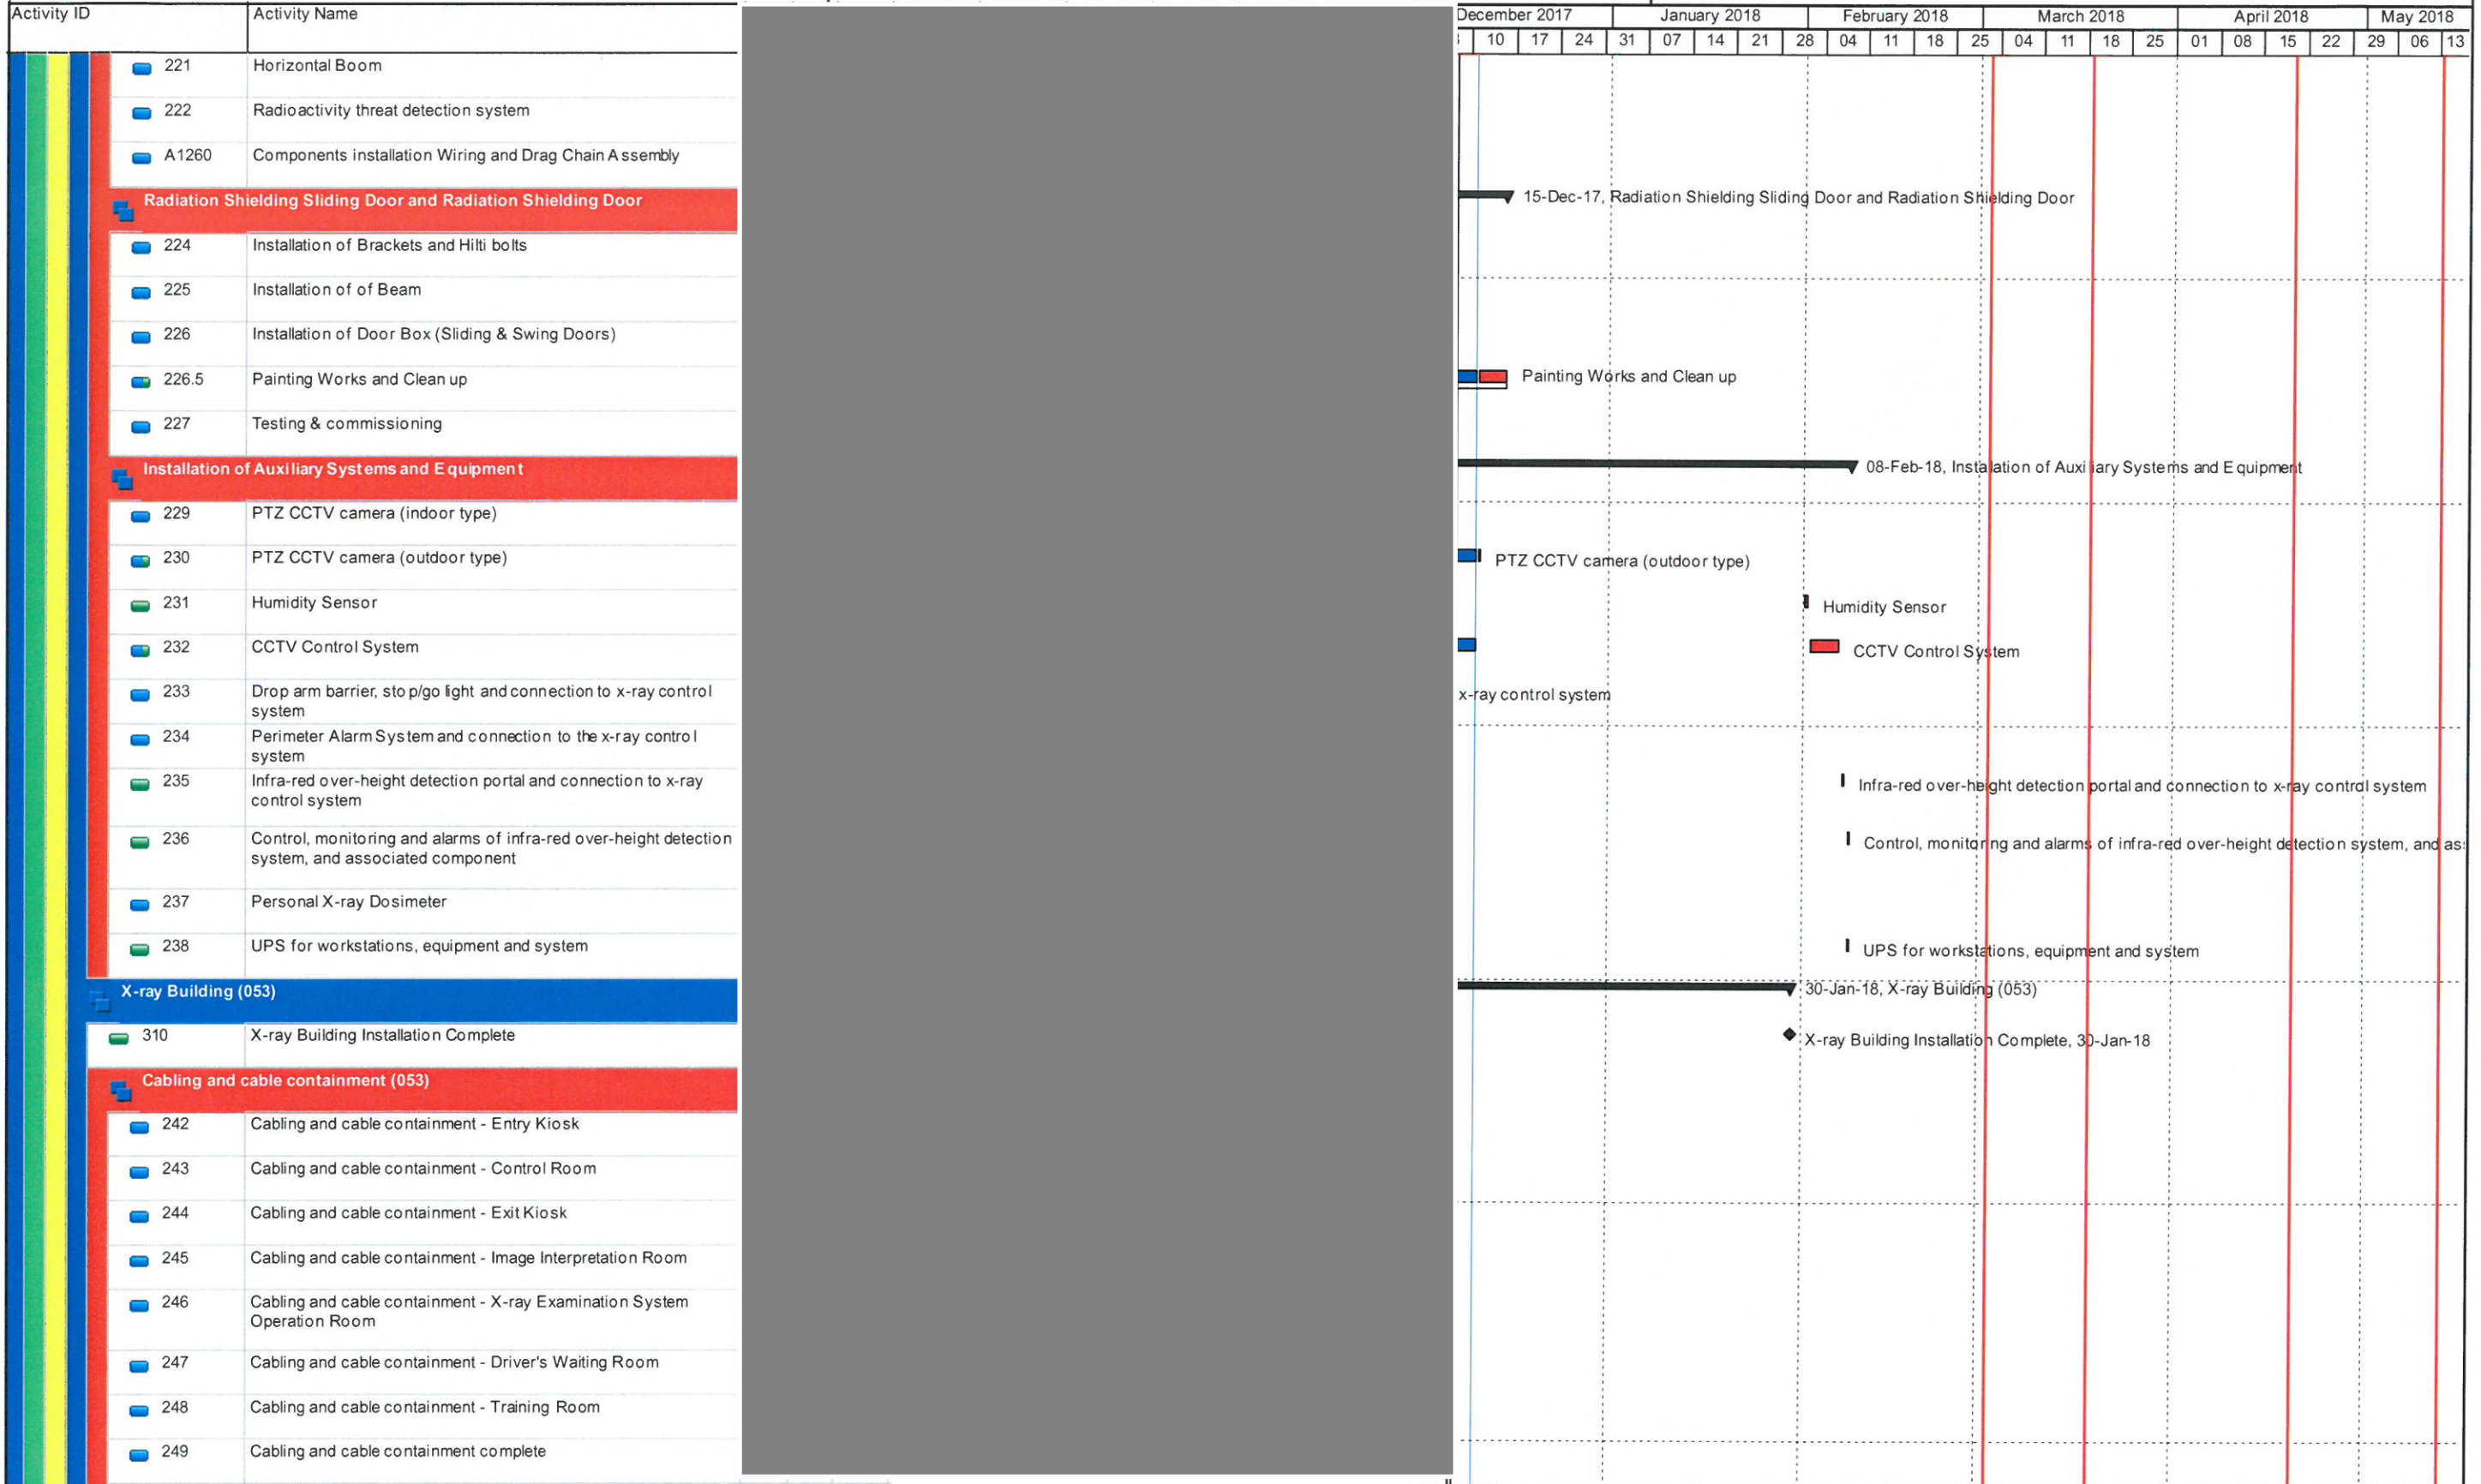 Activity ID Activity Name December 2017 January 2018 February 2018 March 2018 April 2018 May 2018
10 17 24 31 07 14 21 28 04 11 18 25 04 11 18 25 01 08 15 22 29 06 13
221 Horizontal Boom
222 Radioactivity threat detection system
A1260 Components installation Wiring and Drag Chain Assembly
Radiation Shielding Sliding Door and Radiation Shielding Door 15-Dec-17, Radiation Shielding Sliding Door and Radiation Shielding Door
224 Installation of Brackets and Hilti bolts
225 Installation of of Beam
226 Installation of Door Box (Sliding & Swing Doors)
226.5 Painting Works and Clean up Painting Works and Clean up
227 Testing & commissioning
Installation of Auxiliary Systems and Equipment 08-Feb-18, Installation of Auxiliary Systems and Equipment
229 PTZ CCTV camera (indoor type)
230 PTZ CCTV camera (outdoor type) PTZ CCTV camera (outdoor type)
231 Humidity Sensor Humidity Sensor
232 CCTV Control System CCTV Control System
233 Drop arm barrier, stop/go light and connection to x-ray control x-ray control system
system
234 Perimeter Alarm System and connection to the x-ray control
system
235 Infra-red over-height detection portal and connection to x-ray Infra-red over-height detection portal and connection to x-ray control system
control system
236 Control, monitoring and alarms of infra-red over-height detection Control, monitoring and alarms of infra-red over-height detection system, and as
system, and associated component
237 Personal X-ray Dosimeter
238 UPS for workstations, equipment and system UPS for workstations, equipment and system
X-ray Building (053) 30-Jan-18, X-ray Building (053)
310 X-ray Building Installation Complete X-ray Building Installation Complete, 30-Jan-18
Cabling and cable containment (053)
242 Cabling and cable containment - Entry Kiosk
243 Cabling and cable containment - Control Room
244 Cabling and cable containment - Exit Kiosk
245 Cabling and cable containment - Image Interpretation Room
246 Cabling and cable containment - X-ray Examination System
Operation Room
247 Cabling and cable containment - Driver's Waiting Room
248 Cabling and cable containment - Training Room
249 Cabling and cable containment complete